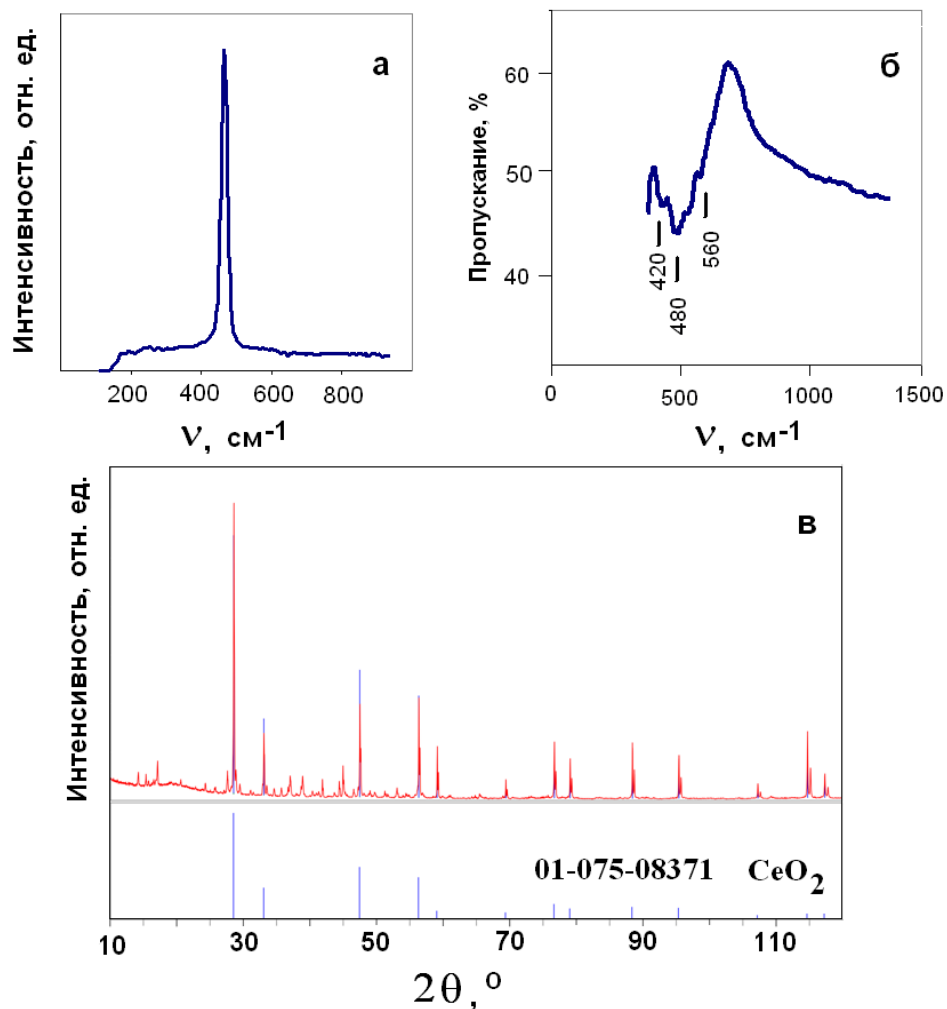 а
Интенсивность, отн. ед.
200 400 600 800
ν, см-1
б
Пропускание, %
60
50
40
420
480
560
0 500 1000 1500
ν, см-1
в
Интенсивность, отн. ед.
01-075-08371 CeO2
10 30 50 70 90 110
2θ, º